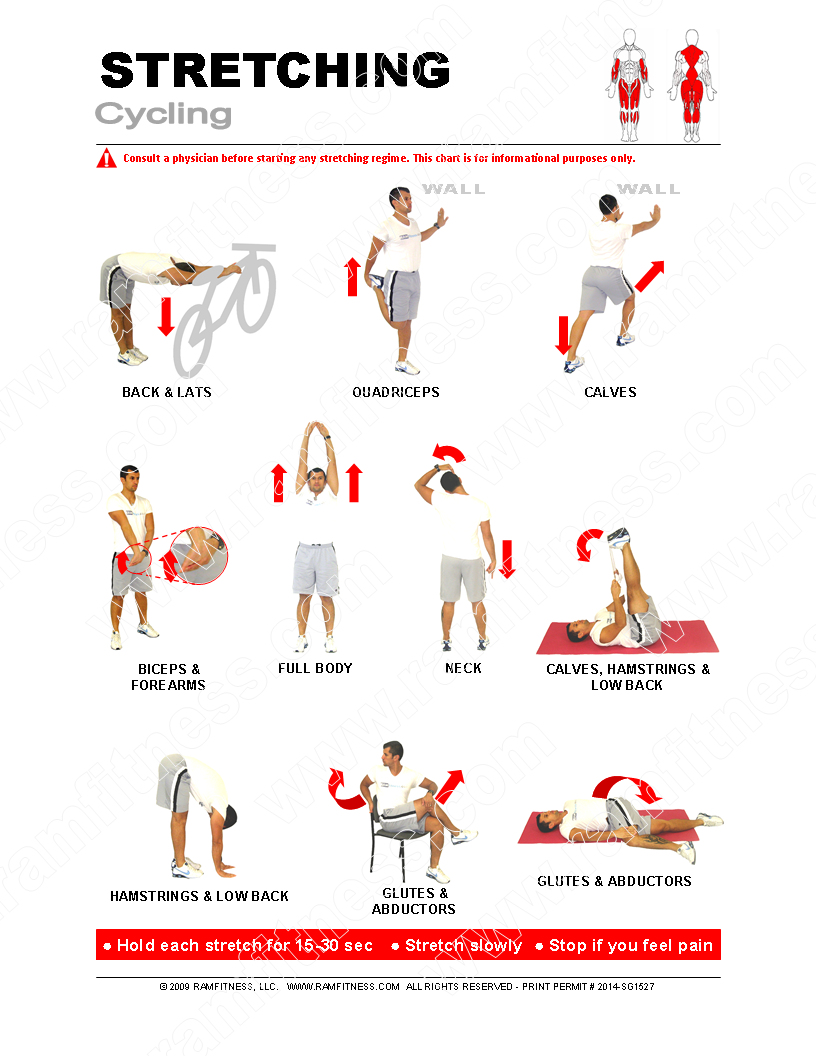 STRETCHING
Cycling
Consult a physician before starting any stretching regime. This chart is for informational purposes only.
WALL
WALL
BACK & LATS
QUADRICEPS
CALVES
BICEPS &
FOREARMS
FULL BODY
NECK
CALVES, HAMSTRINGS &
LOW BACK
HAMSTRINGS & LOW BACK
GLUTES &
ABDUCTORS
GLUTES & ABDUCTORS
● Hold each stretch for 15-30 sec ● Stretch slowly ● Stop if you feel pain
© 2009 RAMFITNESS, LLC. WWW.RAMFITNESS.COM ALL RIGHTS RESERVED - PRINT PERMIT # 2014-SG1527
www.ramfitness.com